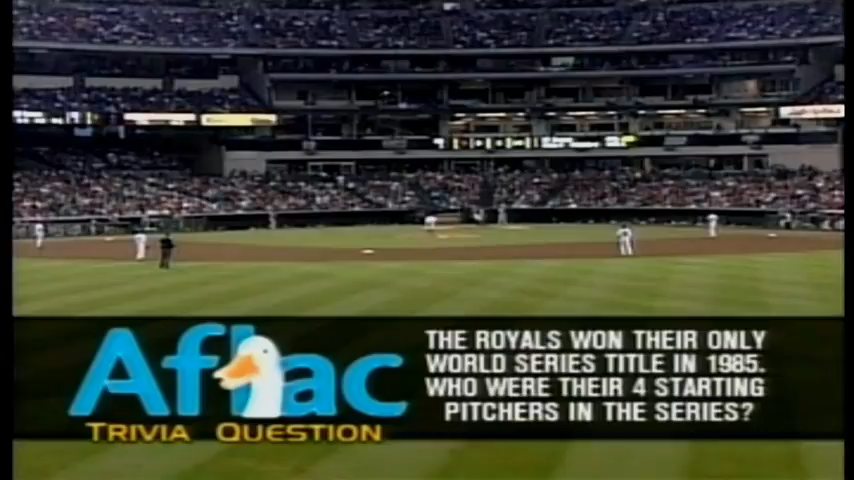 Aflac
TRIVIA QUESTION
THE ROYALS WON THEIR ONLY
WORLD SERIES TITLE IN 1985.
WHO WERE THEIR 4 STARTING
PITCHERS IN THE SERIES?